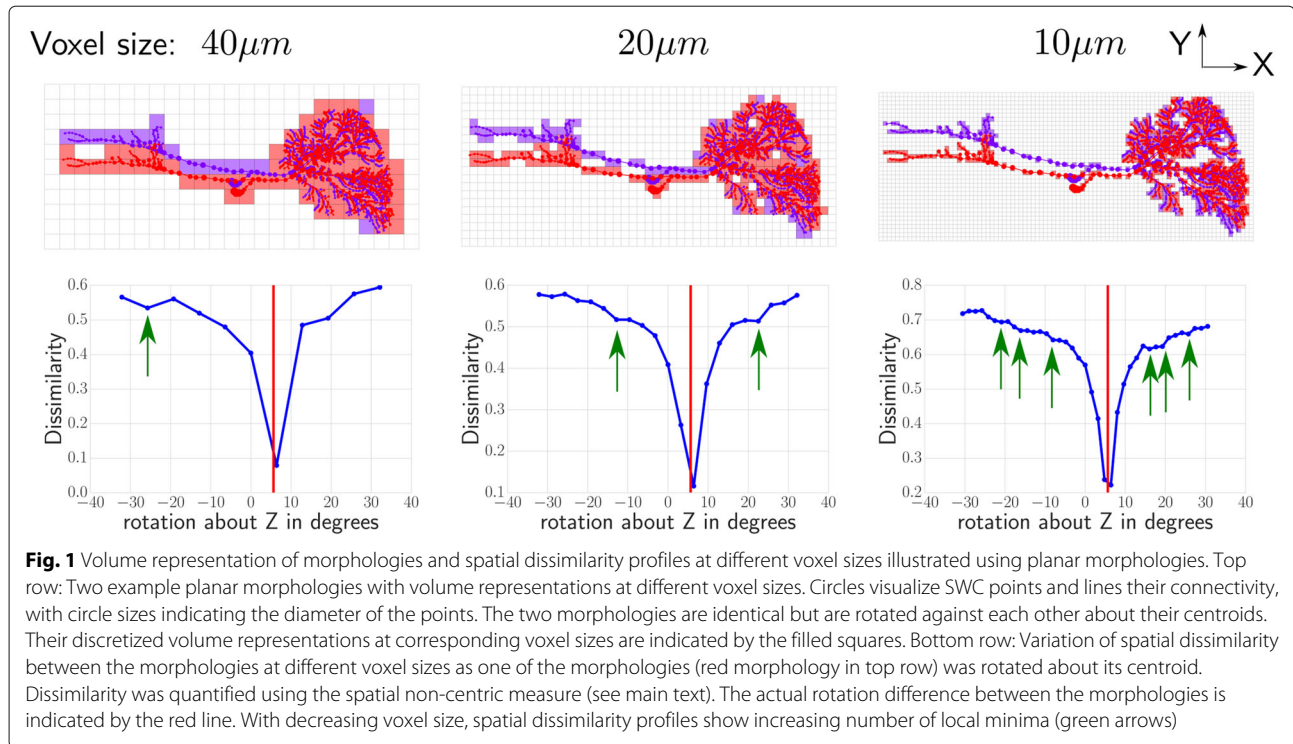 Voxel size: 40μm 20μm 10μm Y X
0.6
0.5
0.4
0.3
0.2
0.1
0.0
Dissimilarity
−40 −30 −20 −10 0 10 20 30 40
rotation about Z in degrees
0.6
0.5
0.4
0.3
0.2
0.1
Dissimilarity
−40 −30 −20 −10 0 10 20 30 40
rotation about Z in degrees
0.8
0.7
0.6
0.5
0.4
0.3
0.2
Dissimilarity
−40 −30 −20 −10 0 10 20 30 40
rotation about Z in degrees
Fig. 1 Volume representation of morphologies and spatial dissimilarity profiles at different voxel sizes illustrated using planar morphologies. Top
row: Two example planar morphologies with volume representations at different voxel sizes. Circles visualize SWC points and lines their connectivity,
with circle sizes indicating the diameter of the points. The two morphologies are identical but are rotated against each other about their centroids.
Their discretized volume representations at corresponding voxel sizes are indicated by the filled squares. Bottom row: Variation of spatial dissimilarity
between the morphologies at different voxel sizes as one of the morphologies (red morphology in top row) was rotated about its centroid.
Dissimilarity was quantified using the spatial non-centric measure (see main text). The actual rotation difference between the morphologies is
indicated by the red line. With decreasing voxel size, spatial dissimilarity profiles show increasing number of local minima (green arrows)